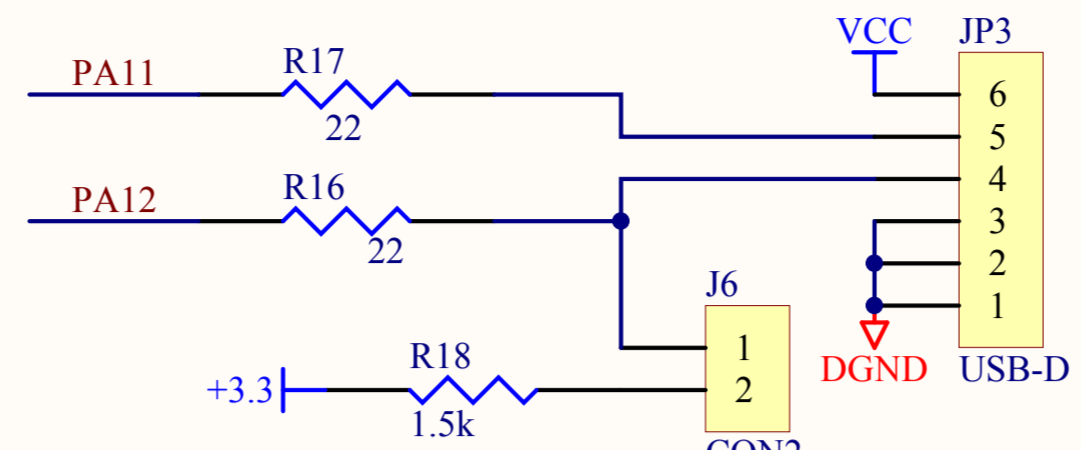 VCC
JP3
PA11
R17
22
6
5
4
3
2
1
PA12
R16
22
J6
1
2
R18
+3.3
1.5k
DGND
USB-D
CON2